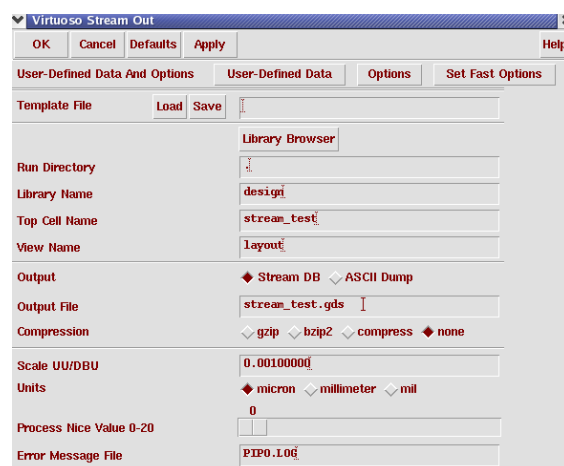 Virtuoso Stream Out
OK Cancel Defaults Apply Help
User-Defined Data And Options User-Defined Data Options Set Fast Options
Template File Load Save
Library Browser
Run Directory .
Library Name design
Top Cell Name stream_test
View Name layout
Output Stream DB ASCII Dump
Output File stream_test.gds
Compression gzip bzip2 compress none
Scale UU/DBU 0.00100000
Units micron millimeter mil
0
Process Nice Value 0-20
Error Message File PIPO.LOG